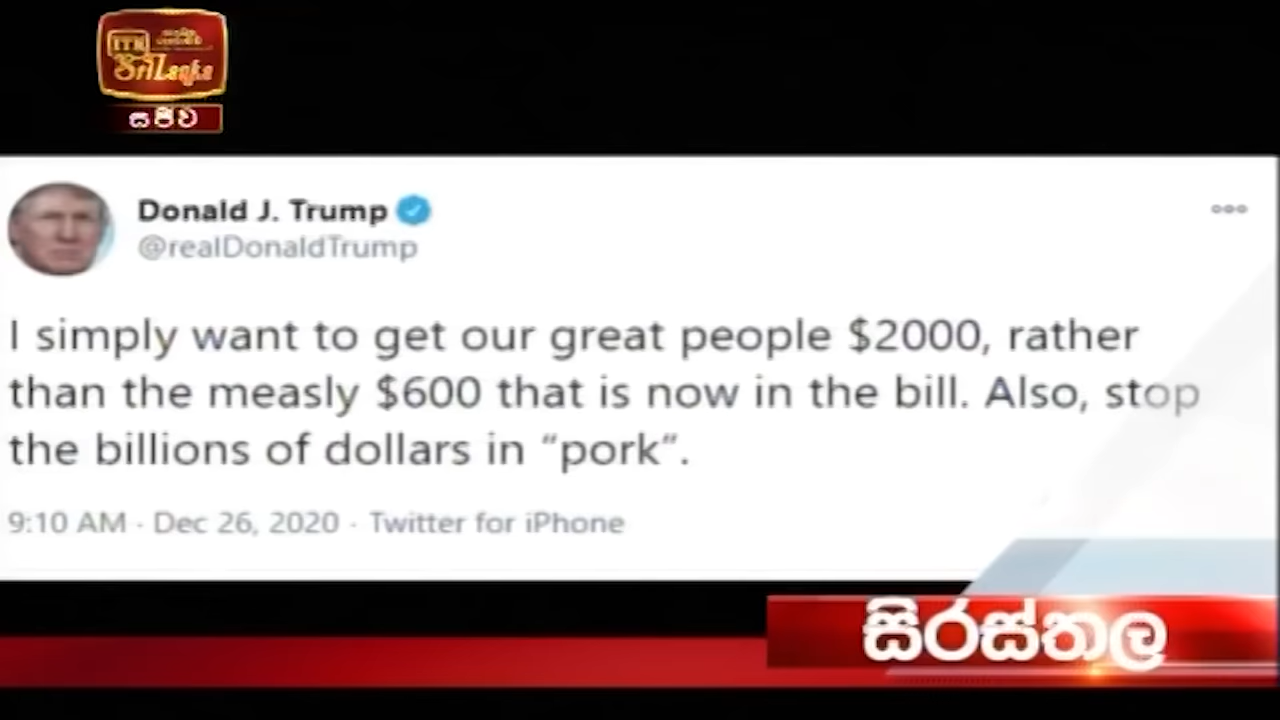 ITN
Sri Lanka
සජීව
Donald J. Trump
@realDonaldTrump
I simply want to get our great people $2000, rather
than the measly $600 that is now in the bill. Also, stop
the billions of dollars in “pork”.
9:10 AM · Dec 26, 2020 · Twitter for iPhone
සිරස්තල